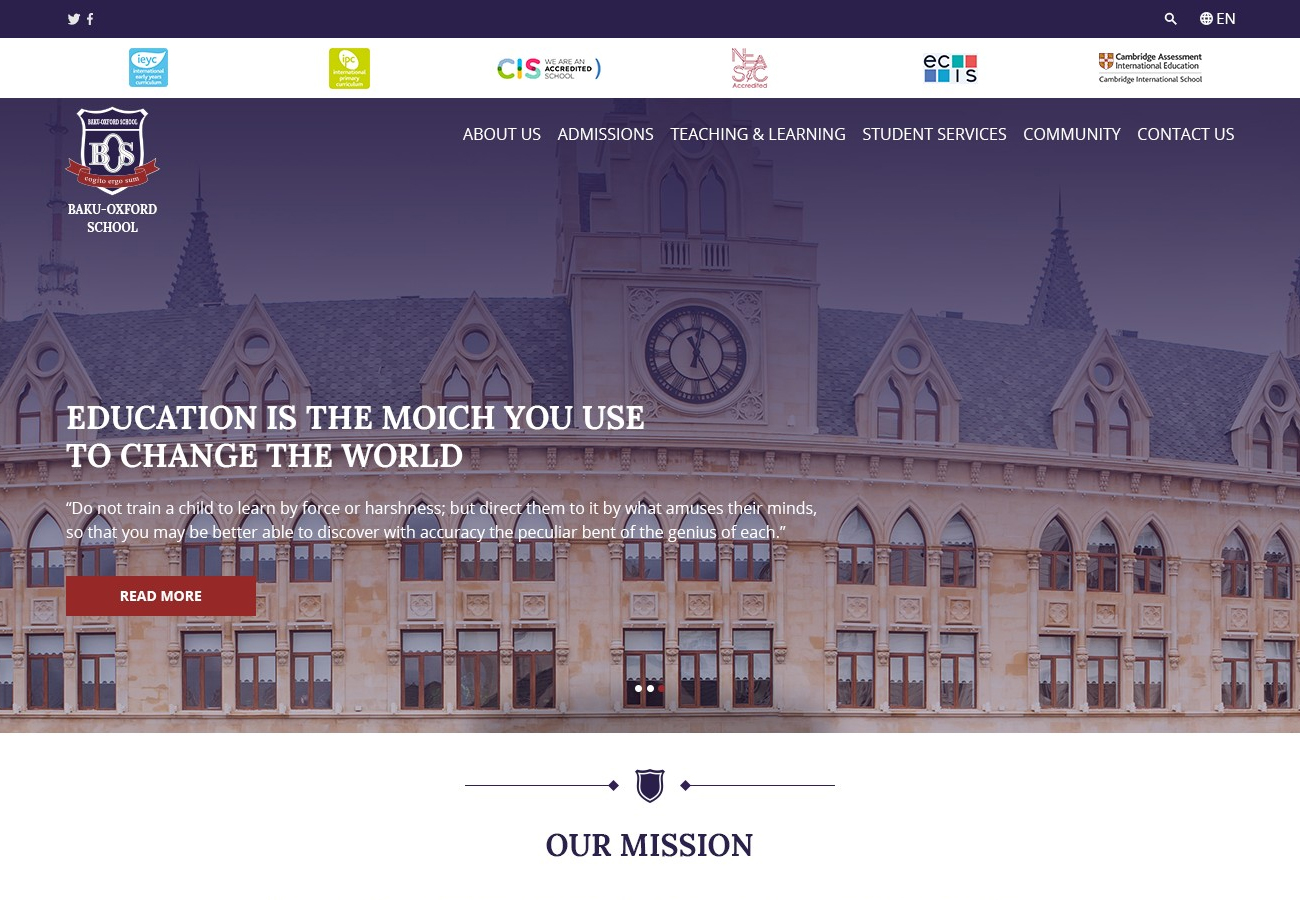 EN
ieyc
international
early years
curriculum
ipc
international
primary
curriculum
CIS
WE ARE AN
ACCREDITED
SCHOOL
NEASC
Accredited
ecis
Cambridge Assessment
International Education
Cambridge International School
BAKU-OXFORD SCHOOL
BOS
cogito ergo sum
BAKU-OXFORD
SCHOOL
ABOUT US ADMISSIONS TEACHING & LEARNING STUDENT SERVICES COMMUNITY CONTACT US
EDUCATION IS THE MOICH YOU USE
TO CHANGE THE WORLD
“Do not train a child to learn by force or harshness; but direct them to it by what amuses their minds,
so that you may be better able to discover with accuracy the peculiar bent of the genius of each.”
READ MORE
OUR MISSION